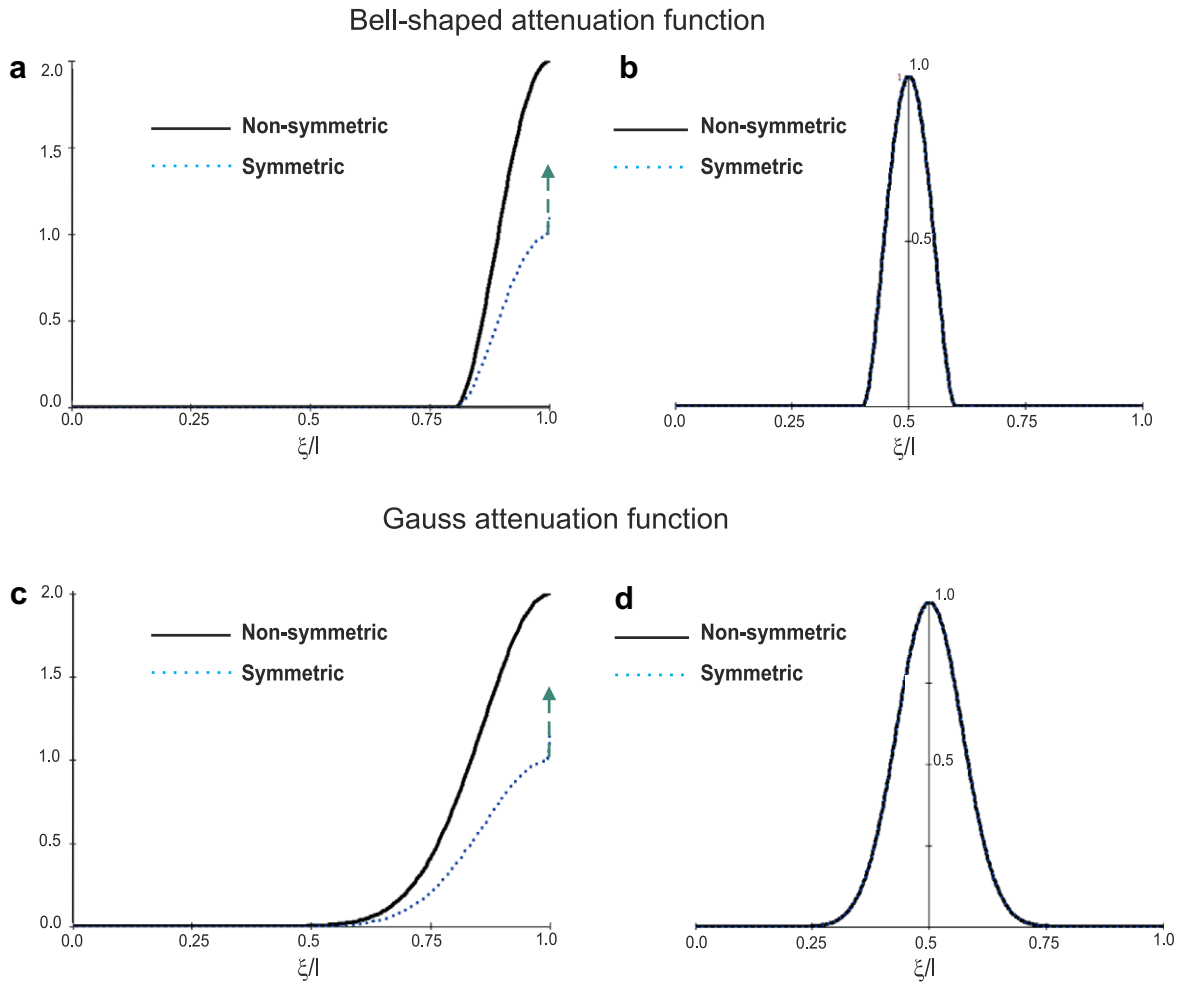 Bell-shaped attenuation function
a
2.0
Non-symmetric
Symmetric
1.5
1.0
0.5
0.0
0.0 0.25 0.5 0.75 1.0
ξ/l
b
1.0
1
Non-symmetric
Symmetric
0.5
0.0 0.25 0.5 0.75 1.0
ξ/l
Gauss attenuation function
c
2.0
Non-symmetric
Symmetric
1.5
1.0
0.5
0.0
0.0 0.25 0.5 0.75 1.0
ξ/l
d
1.0
Non-symmetric
Symmetric
0.5
0.0 0.25 0.5 0.75 1.0
ξ/l